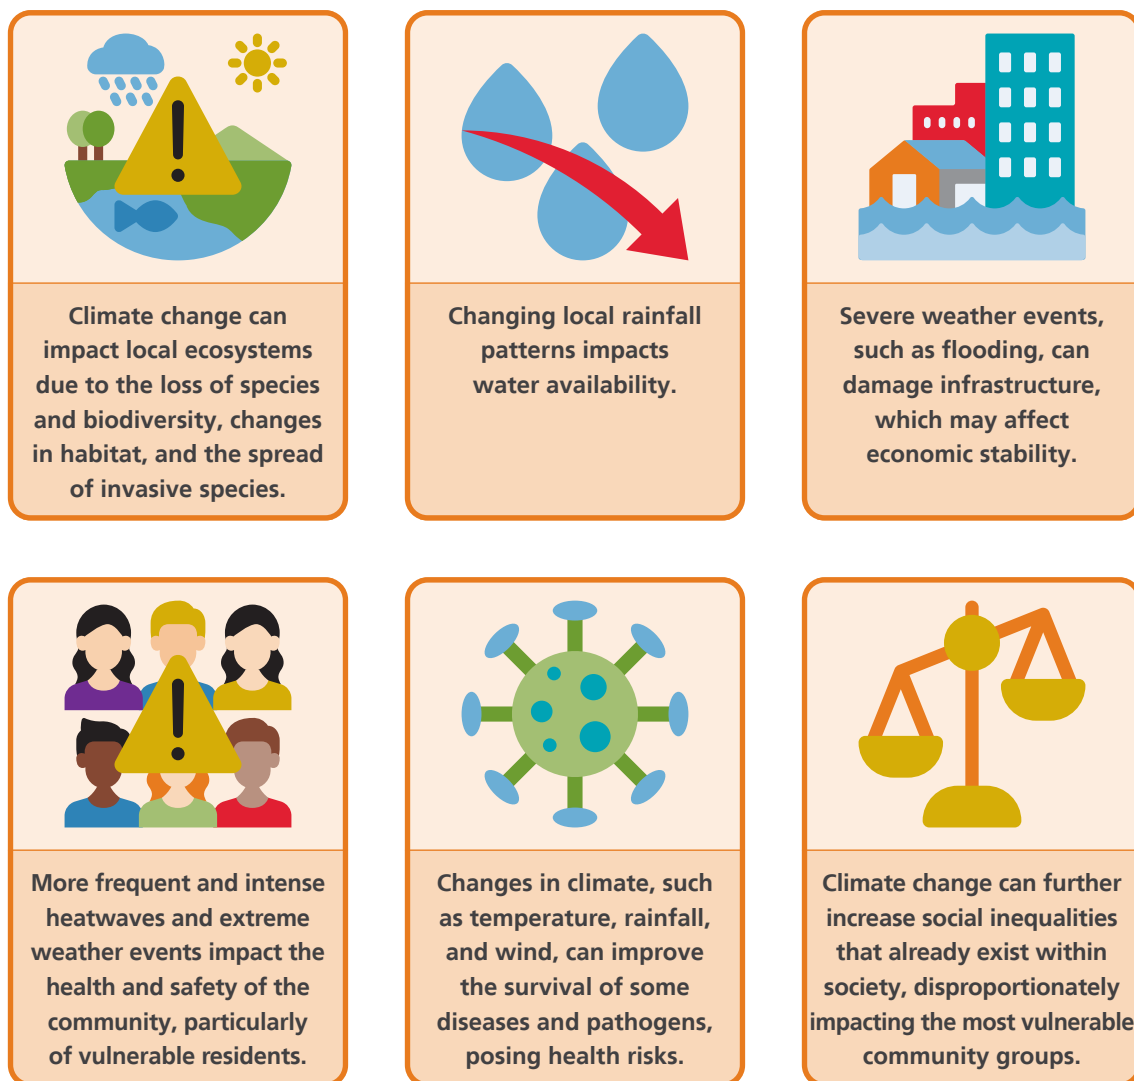 Climate change can
impact local ecosystems
due to the loss of species
and biodiversity, changes
in habitat, and the spread
of invasive species.
Changing local rainfall
patterns impacts
water availability.
Severe weather events,
such as flooding, can
damage infrastructure,
which may affect
economic stability.
More frequent and intense
heatwaves and extreme
weather events impact the
health and safety of the
community, particularly
of vulnerable residents.
Changes in climate, such
as temperature, rainfall,
and wind, can improve
the survival of some
diseases and pathogens,
posing health risks.
Climate change can further
increase social inequalities
that already exist within
society, disproportionately
impacting the most vulnerable
community groups.